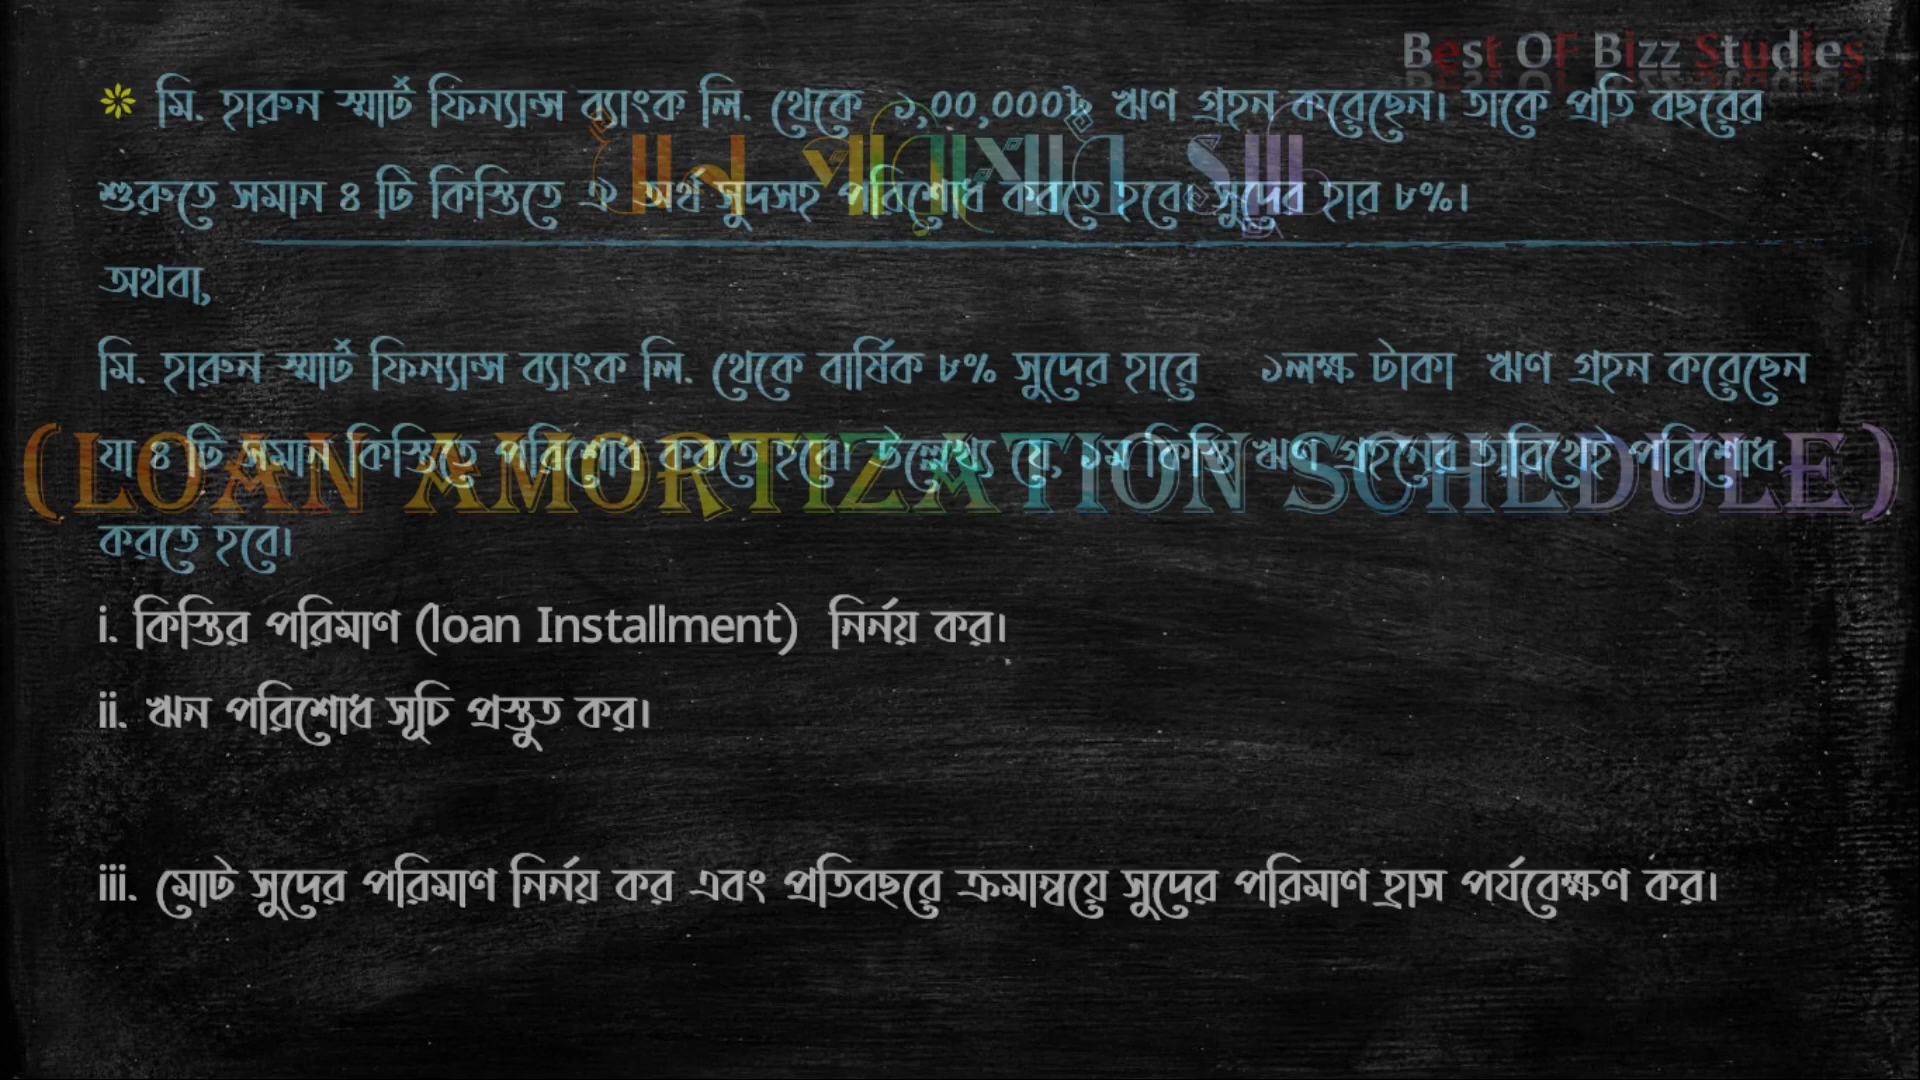 Best OF Bizz Studies
মি. হারুন স্মার্ট ফিন্যান্স ব্যাংক লি. থেকে ১,০০,০০০৳ ঋণ গ্রহন করেছেন। তাকে প্রতি বছরের
শুরুতে সমান ৪ টি কিস্তিতে ঐ অর্থ সুদসহ পরিশোধ করতে হবে। সুদের হার ৮%।
অথবা,
মি. হারুন স্মার্ট ফিন্যান্স ব্যাংক লি. থেকে বার্ষিক ৮% সুদের হারে ১লক্ষ টাকা ঋণ গ্রহন করেছেন
যা ৪ টি সমান কিস্তিতে পরিশোধ করতে হবে। উল্লেখ্য যে, ১ম কিস্তি ঋণ গ্রহনের তারিখেই পরিশোধ
(LOAN AMORTIZATION SCHEDULE)
করতে হবে।
i. কিস্তির পরিমাণ (loan Installment) নির্নয় কর।
ii. ঋন পরিশোধ সূচি প্রস্তুত কর।
iii. মোট সুদের পরিমাণ নির্নয় কর এবং প্রতিবছরে ক্রমান্বয়ে সুদের পরিমাণ হ্রাস পর্যবেক্ষণ কর।